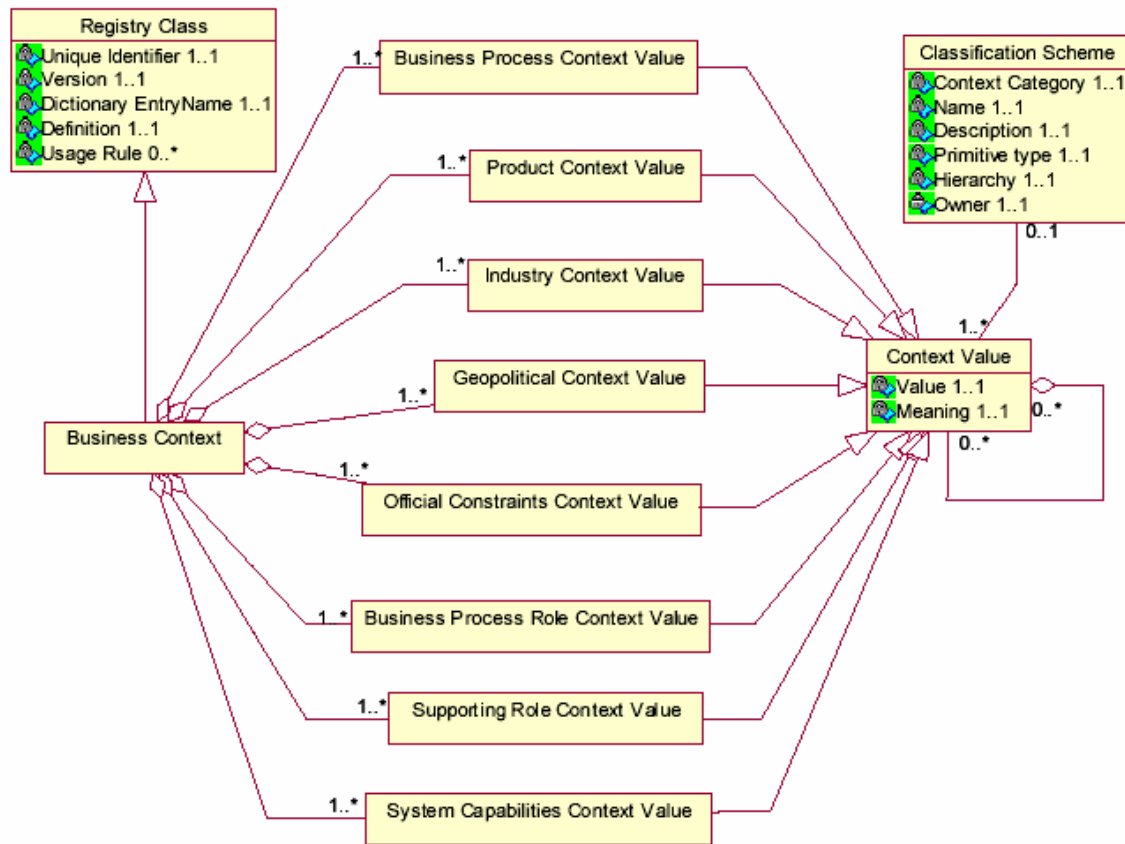 Registry Class
Unique Identifier 1..1
Version 1..1
Dictionary EntryName 1..1
Definition 1..1
Usage Rule 0..*
1..*
Business Process Context Value
Classification Scheme
Context Category 1..1
Name 1..1
Description 1..1
Primitive type 1..1
Hierarchy 1..1
Owner 1..1
0..1
1..*
Product Context Value
1..*
Industry Context Value
1..*
Context Value
Value 1..1
Meaning 1..1
0..*
0..*
Geopolitical Context Value
1..*
Business Context
1..*
Official Constraints Context Value
1..*
Business Process Role Context Value
1..*
Supporting Role Context Value
1..*
System Capabilities Context Value